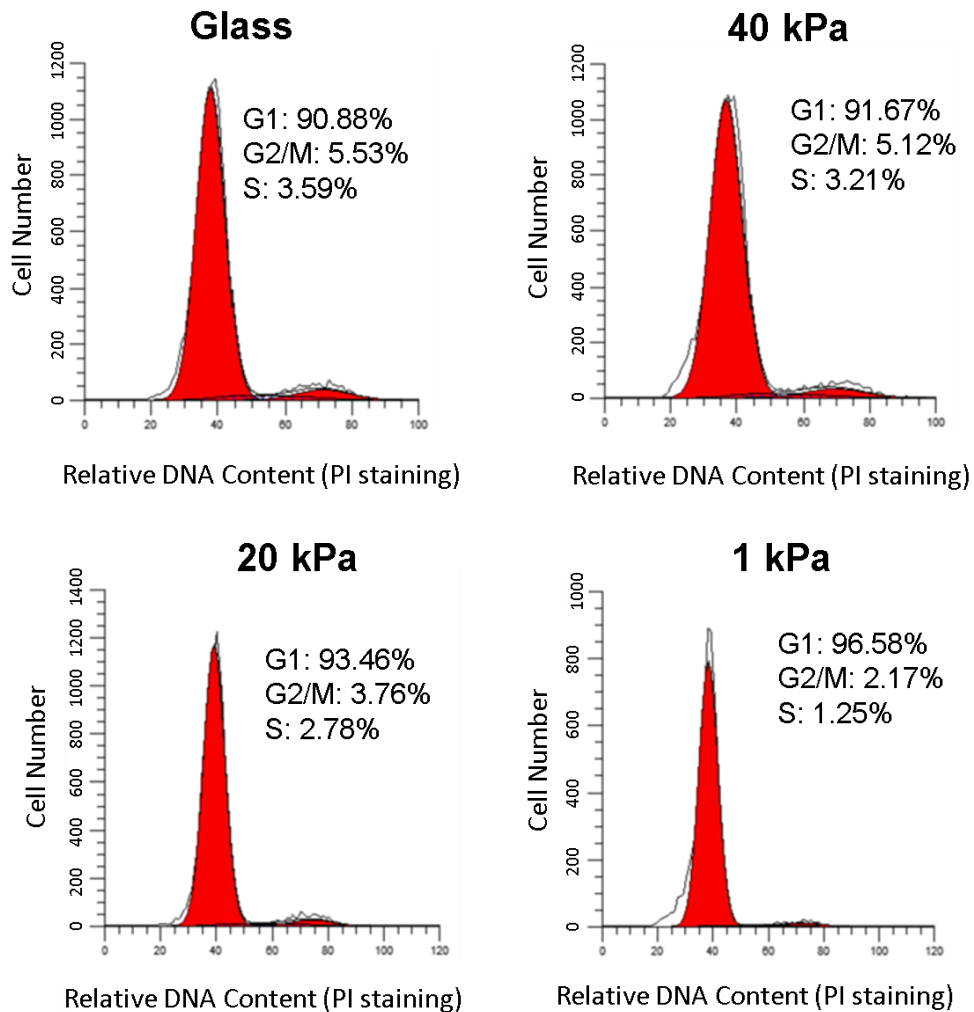 Glass
1200
1000
800
600
400
200
0
Cell Number
G1: 90.88%
G2/M: 5.53%
S: 3.59%
0 20 40 60 80 100
Relative DNA Content (PI staining)
40 kPa
1200
1000
800
600
400
200
0
Cell Number
G1: 91.67%
G2/M: 5.12%
S: 3.21%
0 20 40 60 80 100
Relative DNA Content (PI staining)
20 kPa
1400
1200
1000
800
600
400
200
0
Cell Number
G1: 93.46%
G2/M: 3.76%
S: 2.78%
0 20 40 60 80 100 120
Relative DNA Content (PI staining)
1 kPa
1000
800
600
400
200
0
Cell Number
G1: 96.58%
G2/M: 2.17%
S: 1.25%
0 20 40 60 80 100 120
Relative DNA Content (PI staining)